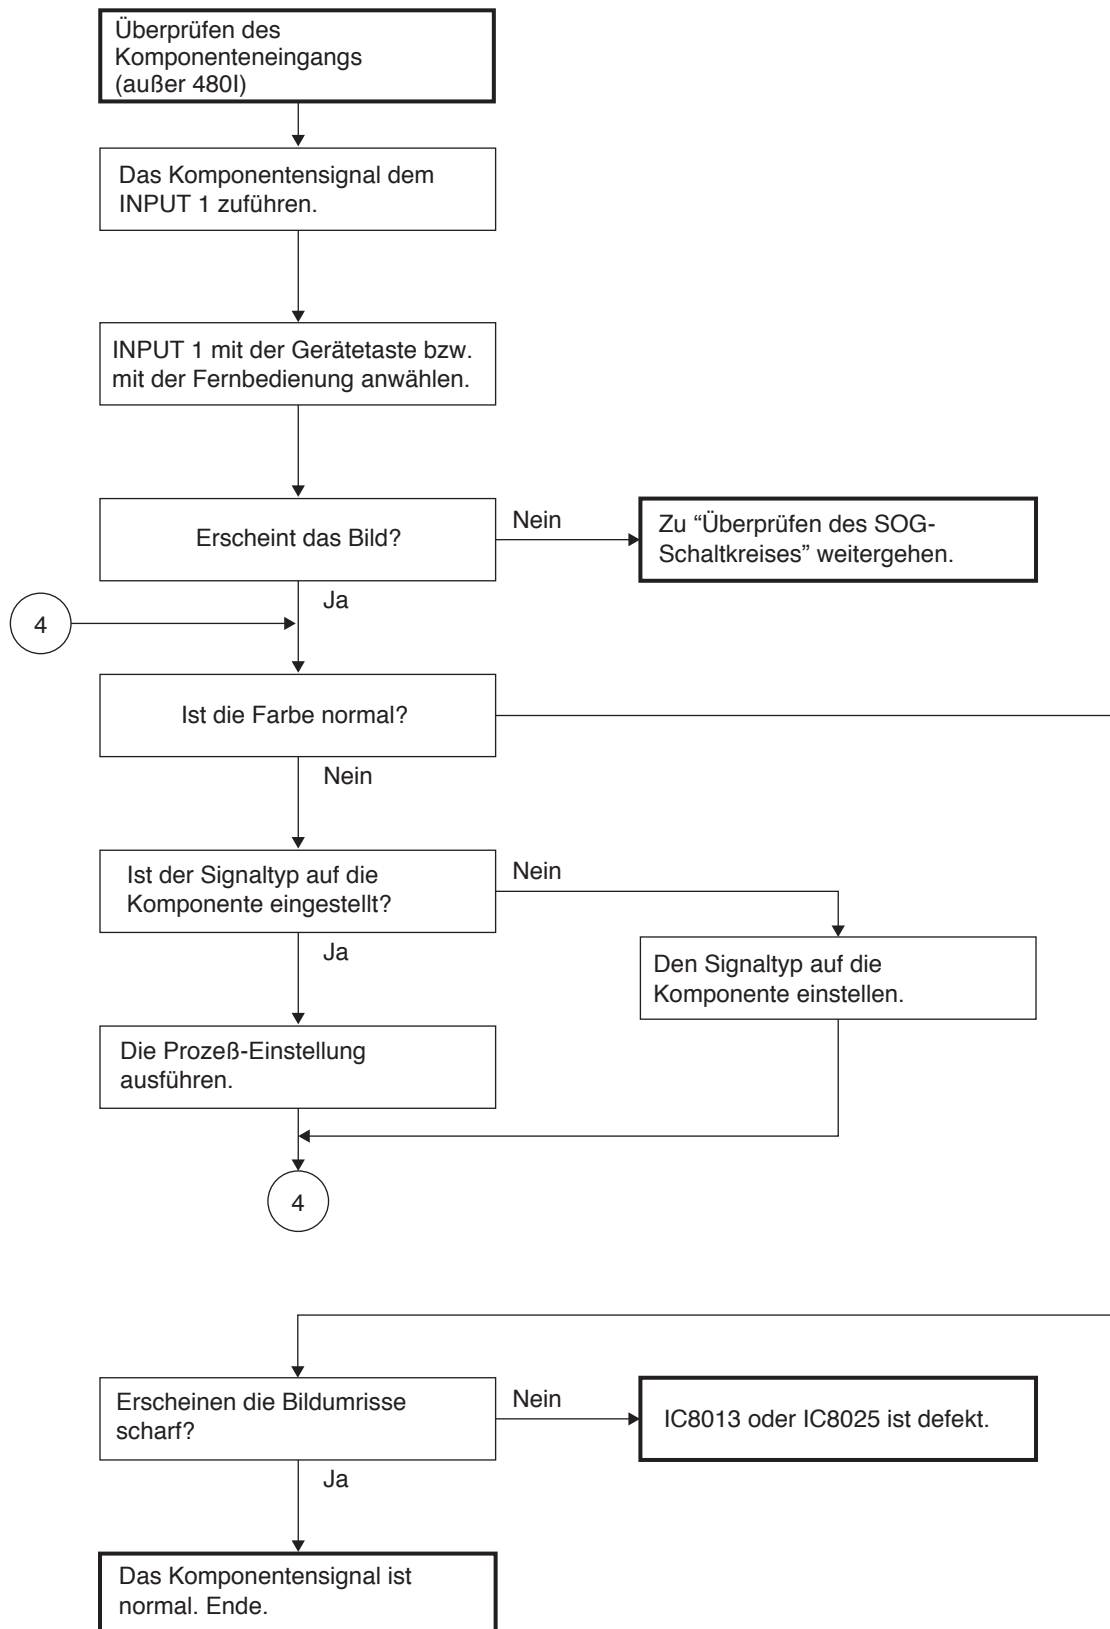 Überprüfen des
Komponenteneingangs
(außer 480I)
Das Komponentensignal dem
INPUT 1 zuführen.
INPUT 1 mit der Gerätetaste bzw.
mit der Fernbedienung anwählen.
Erscheint das Bild?
Nein
Zu “Überprüfen des SOG-
Schaltkreises” weitergehen.
Ja
4
Ist die Farbe normal?
Nein
Ist der Signaltyp auf die
Komponente eingestellt?
Nein
Ja
Den Signaltyp auf die
Komponente einstellen.
Die Prozeß-Einstellung
ausführen.
4
Erscheinen die Bildumrisse
scharf?
Nein
IC8013 oder IC8025 ist defekt.
Ja
Das Komponentensignal ist
normal. Ende.